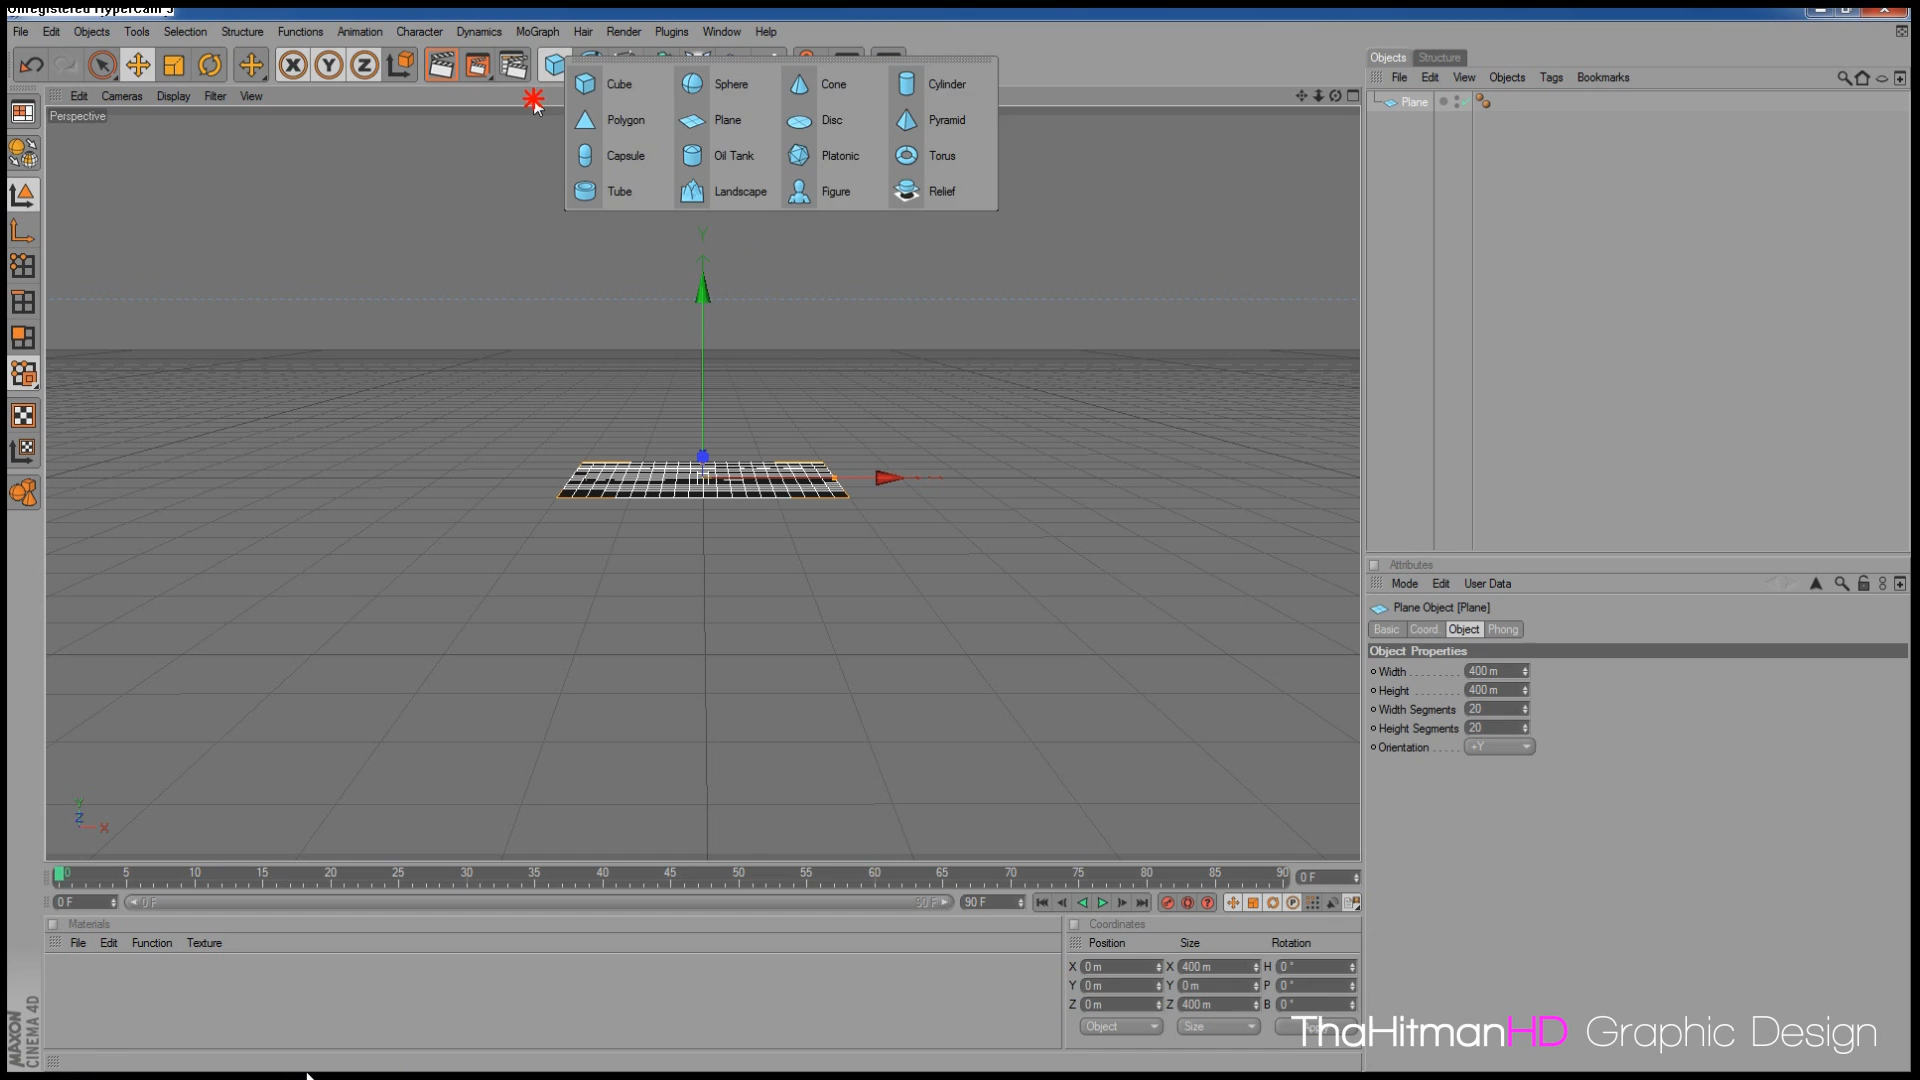 Unregistered HyperCam 3
File Edit Objects Tools Selection Structure Functions Animation Character Dynamics MoGraph Hair Render Plugins Window Help
Edit Cameras Display Filter View
Perspective
Cube Sphere Cone Cylinder
Polygon Plane Disc Pyramid
Capsule Oil Tank Platonic Torus
Tube Landscape Figure Relief
Y
Y
Z
X
Objects Structure
File Edit View Objects Tags Bookmarks
Plane
Attributes
Mode Edit User Data
Plane Object [Plane]
Basic Coord. Object Phong
Object Properties
Width 400 m
Height 400 m
Width Segments 20
Height Segments 20
Orientation +Y
0 5 10 15 20 25 30 35 40 45 50 55 60 65 70 75 80 85 90 0 F
0 F 0 F 90 F 90 F
Materials
File Edit Function Texture
Coordinates
Position Size Rotation
X 0 m X 400 m H 0 °
Y 0 m Y 0 m P 0 °
Z 0 m Z 400 m B 0 °
Object Size Apply
MAXON
CINEMA 4D
ThaHitmanHD Graphic Design